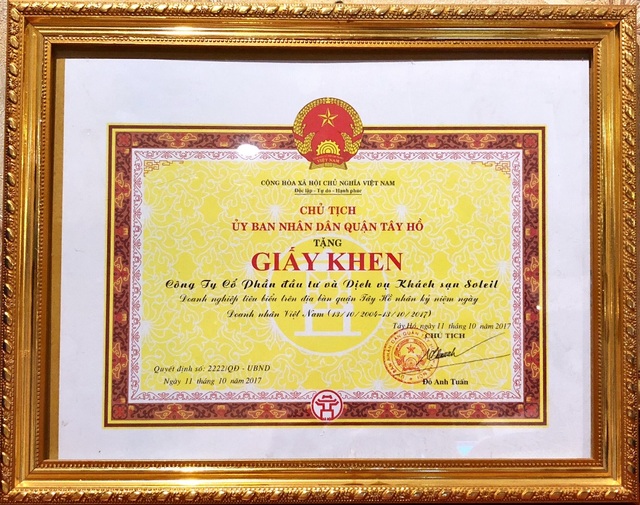 VIỆT NAM
CỘNG HÒA XÃ HỘI CHỦ NGHĨA VIỆT NAM
Độc lập - Tự do - Hạnh phúc
CHỦ TỊCH
ỦY BAN NHÂN DÂN QUẬN TÂY HỒ
TẶNG
GIẤY KHEN
Công Ty Cổ Phần đầu tư và Dịch vụ Khách sạn Soleil
Doanh nghiệp tiêu biểu trên địa bàn quận Tây Hồ nhân kỷ niệm ngày
Doanh nhân Việt Nam (13/10/2004-13/10/2017)
Tây Hồ, ngày 11 tháng 10 năm 2017
CHỦ TỊCH
Quyết định số: 2222/QĐ - UBND
Ngày 11 tháng 10 năm 2017
Đỗ Anh Tuấn